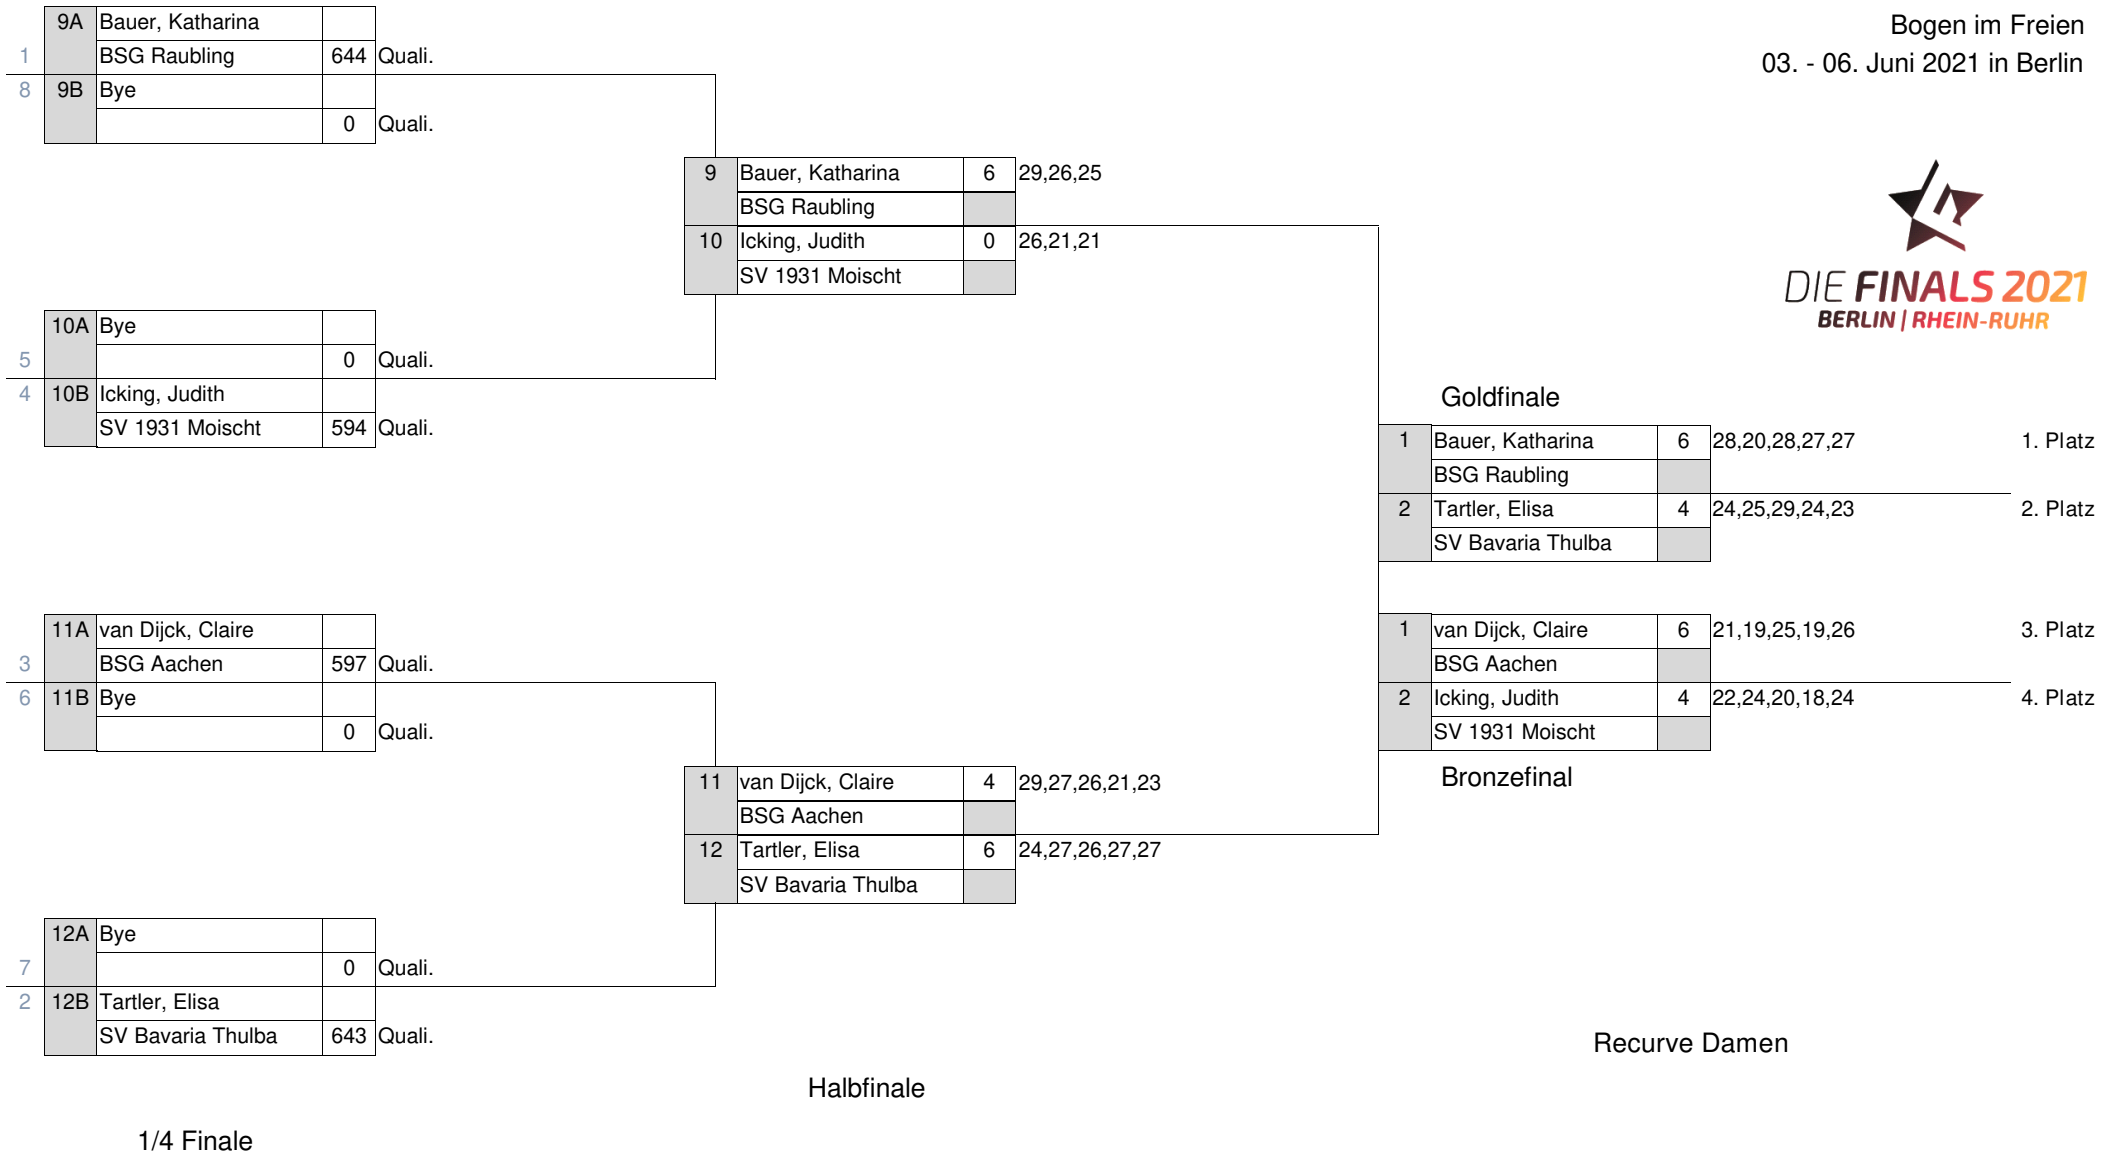 Bogen im Freien
03. - 06. Juni 2021 in Berlin
DIE FINALS 2021
BERLIN | RHEIN-RUHR
9A Bauer, Katharina
1 BSG Raubling 644 Quali.
8 9B Bye
0 Quali.
10A Bye
5 0 Quali.
4 10B Icking, Judith
SV 1931 Moischt 594 Quali.
11A van Dijck, Claire
3 BSG Aachen 597 Quali.
6 11B Bye
0 Quali.
12A Bye
7 0 Quali.
2 12B Tartler, Elisa
SV Bavaria Thulba 643 Quali.
1/4 Finale
9 Bauer, Katharina 6 29,26,25
BSG Raubling
10 Icking, Judith 0 26,21,21
SV 1931 Moischt
11 van Dijck, Claire 4 29,27,26,21,23
BSG Aachen
12 Tartler, Elisa 6 24,27,26,27,27
SV Bavaria Thulba
Halbfinale
Goldfinale
1 Bauer, Katharina 6 28,20,28,27,27 1. Platz
BSG Raubling
2 Tartler, Elisa 4 24,25,29,24,23 2. Platz
SV Bavaria Thulba
1 van Dijck, Claire 6 21,19,25,19,26 3. Platz
BSG Aachen
2 Icking, Judith 4 22,24,20,18,24 4. Platz
SV 1931 Moischt
Bronzefinal
Recurve Damen